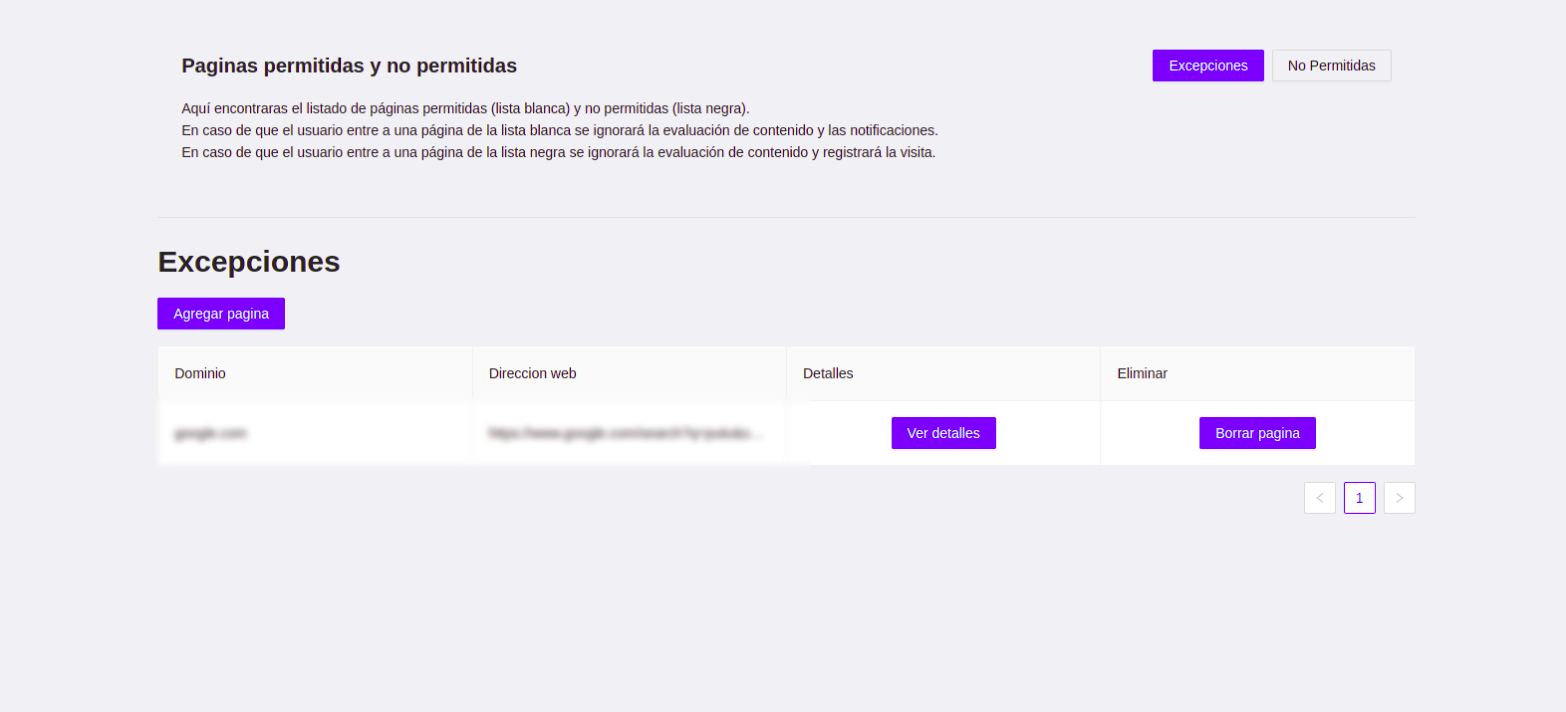 Paginas permitidas y no permitidas
Excepciones
No Permitidas
Aquí encontraras el listado de páginas permitidas (lista blanca) y no permitidas (lista negra).
En caso de que el usuario entre a una página de la lista blanca se ignorará la evaluación de contenido y las notificaciones.
En caso de que el usuario entre a una página de la lista negra se ignorará la evaluación de contenido y registrará la visita.
Excepciones
Agregar pagina
Dominio
Direccion web
Detalles
Eliminar
google.com
Ver detalles
Borrar pagina
1